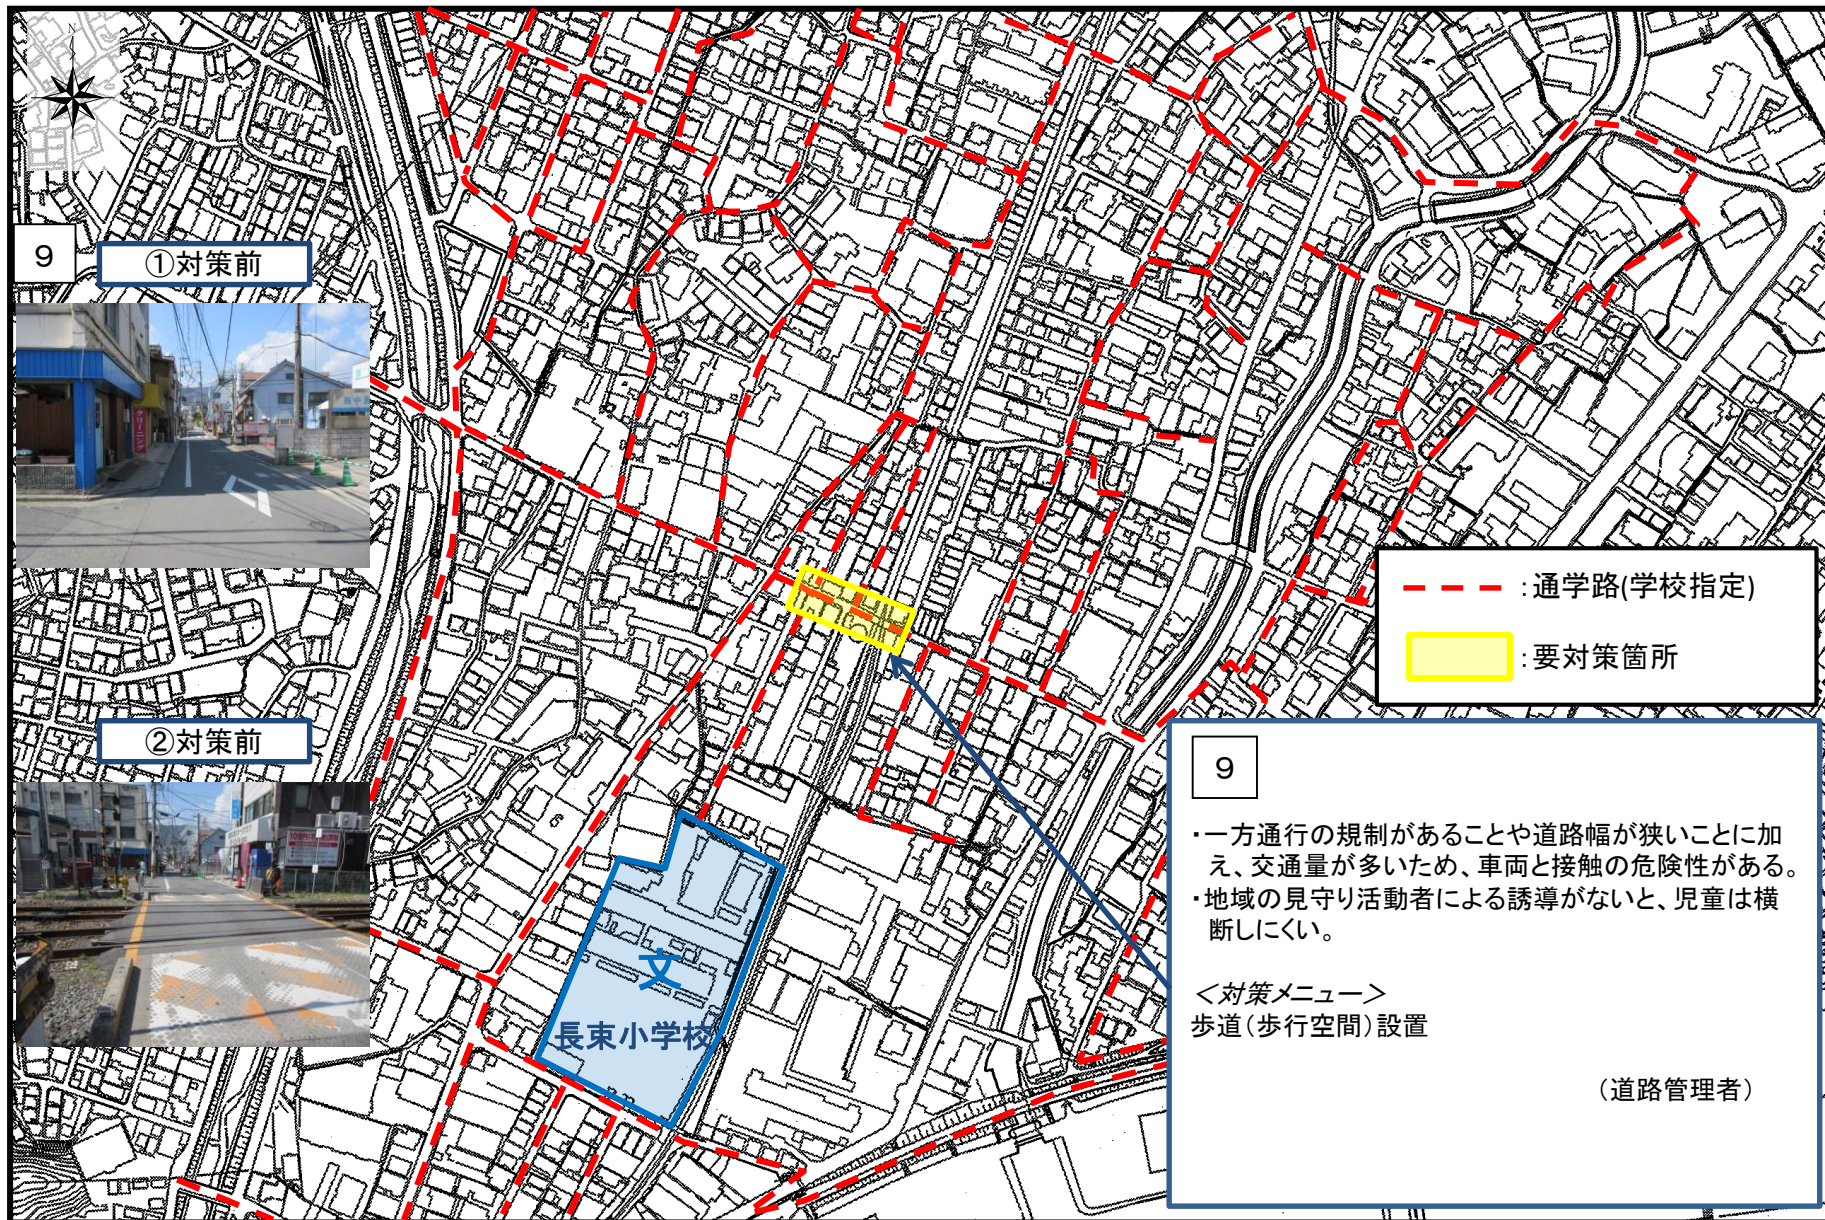 N
9
①対策前
クリーニング
②対策前
文
長束小学校
：通学路(学校指定)
：要対策箇所
9
・一方通行の規制があることや道路幅が狭いことに加
え、交通量が多いため、車両と接触の危険性がある。
・地域の見守り活動者による誘導がないと、児童は横
断しにくい。
＜対策メニュー＞
歩道（歩行空間）設置
（道路管理者）